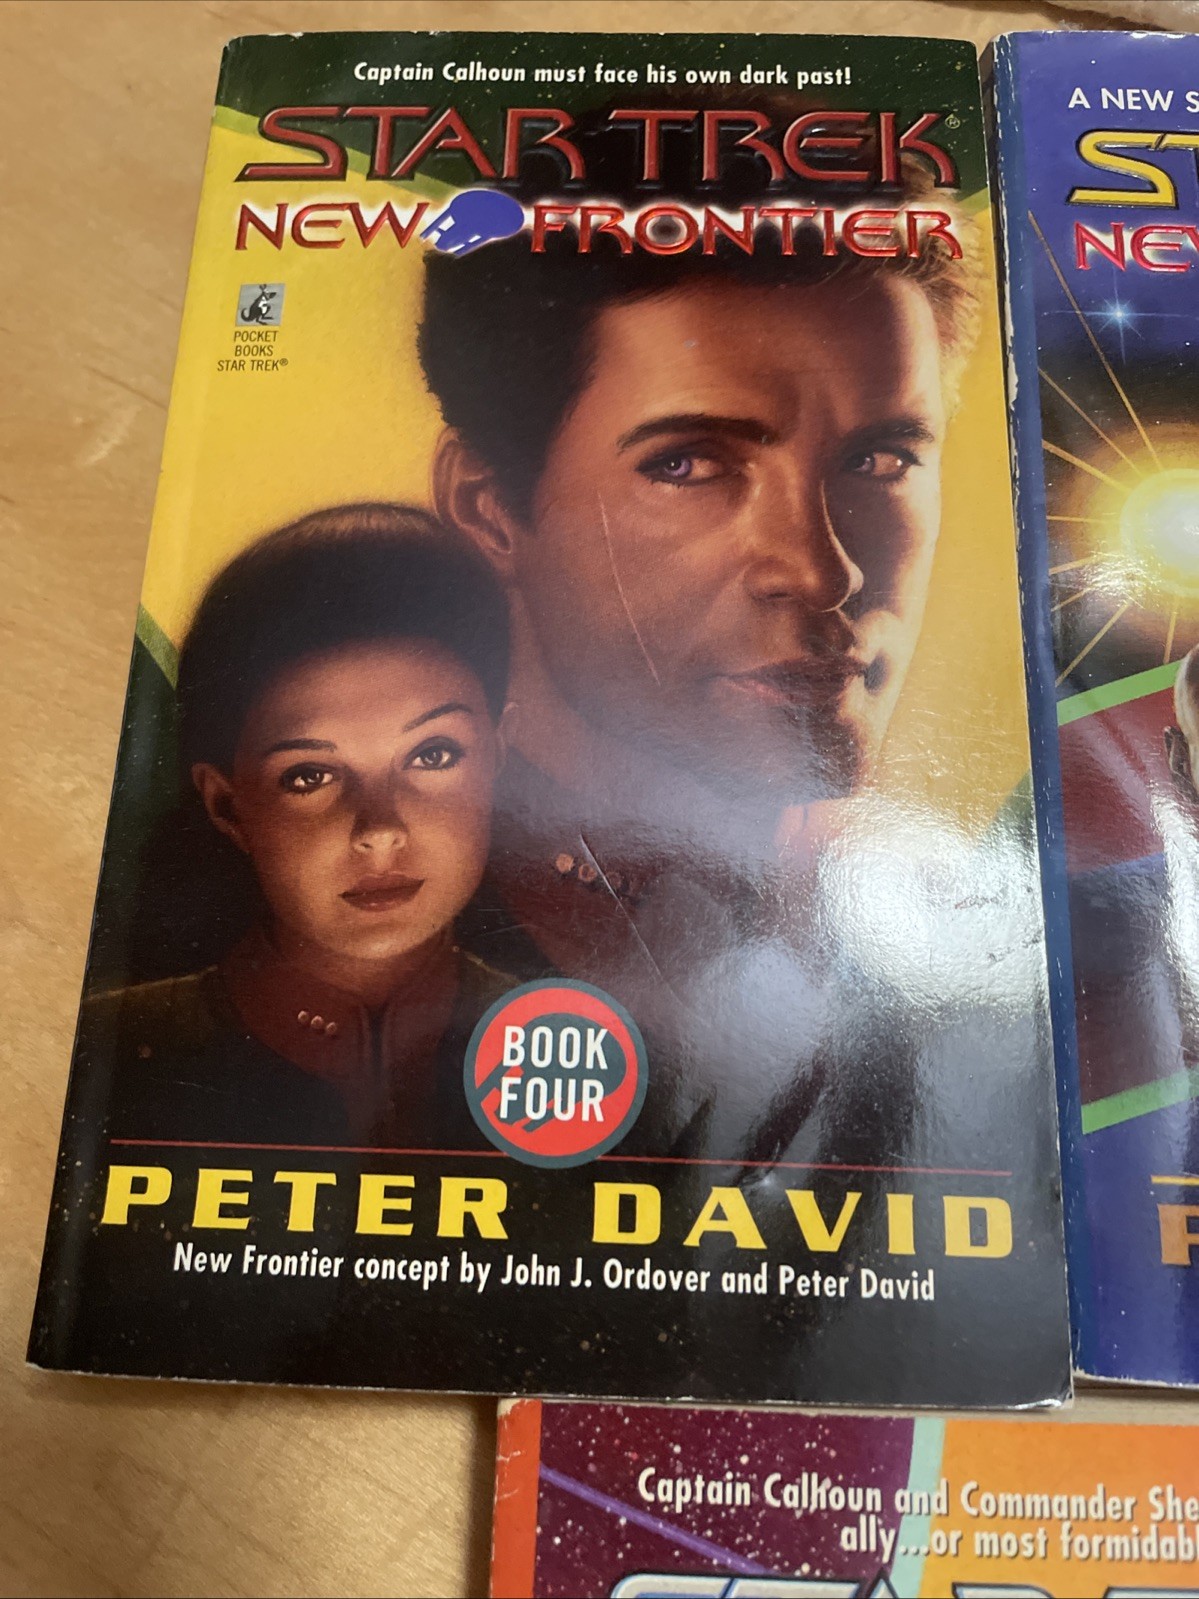 Captain Calhoun must face his own dark past!
STAR TREK®
NEW FRONTIER
POCKET
BOOKS
STAR TREK®
BOOK
FOUR
PETER DAVID
New Frontier concept by John J. Ordover and Peter David
A NEW
Captain Calhoun and Commander
ally...or most